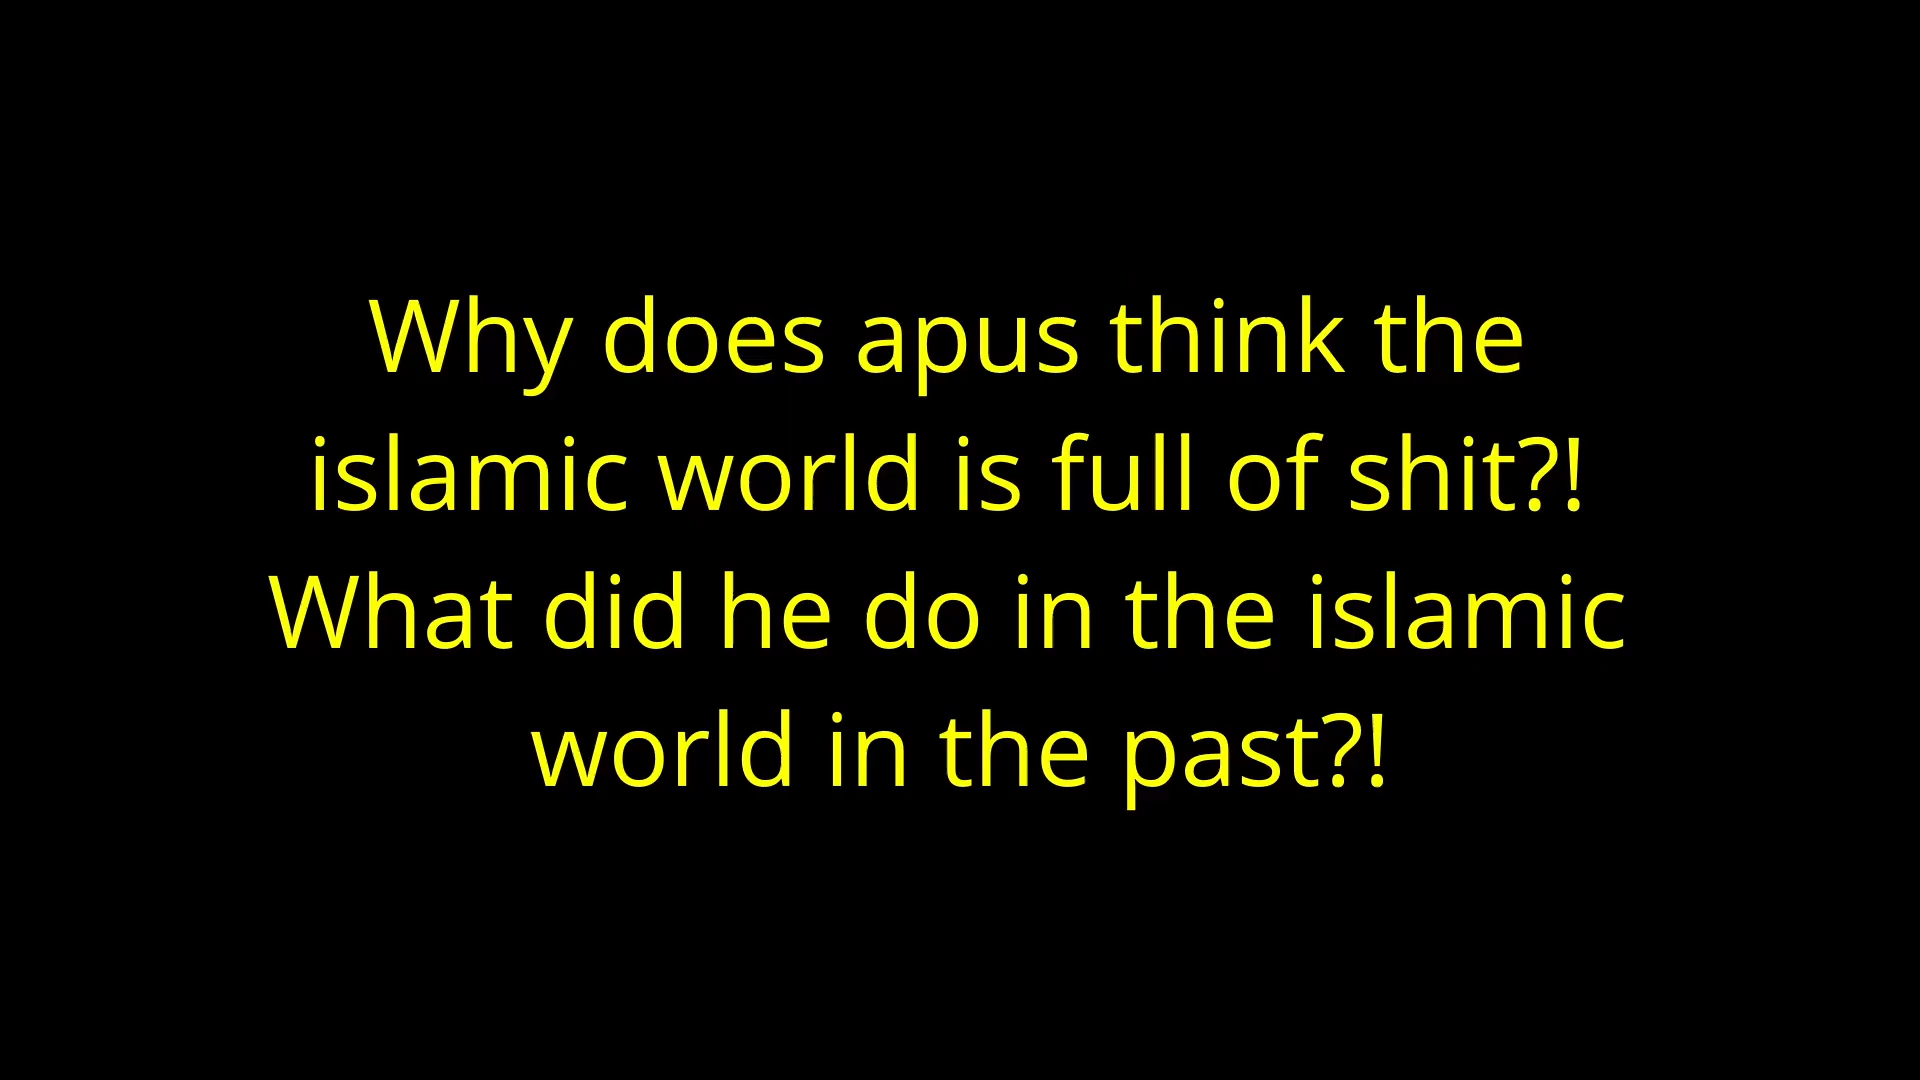 Why does apus think the
islamic world is full of shit?!
What did he do in the islamic
world in the past?!